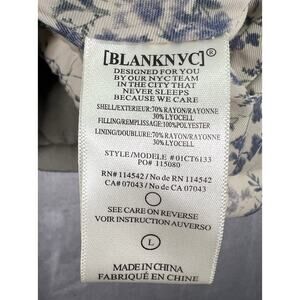 [BLANKNYC]®
DESIGNED FOR YOU
BY OUR NYC TEAM
IN THE CITY THAT
NEVER SLEEPS
BECAUSE WE CARE
SHELL/EXTERIEUR:70% RAYON/RAYONNE
30% LYOCELL
FILLING/REMPLISSAGE:100% POLYESTER
LINING/DOUBLURE:70% RAYON/RAYONNE
30% LYOCELL
STYLE/MODELE #01CT6133
PO# 115080
RN# 114542 / No de RN 114542
CA# 07043 / No de CA 07043
CARE SEE ON REVERSE
VOIR INSTRUCTION AUVERSO
L
MADE IN CHINA
FABRIQUÉ EN CHINE